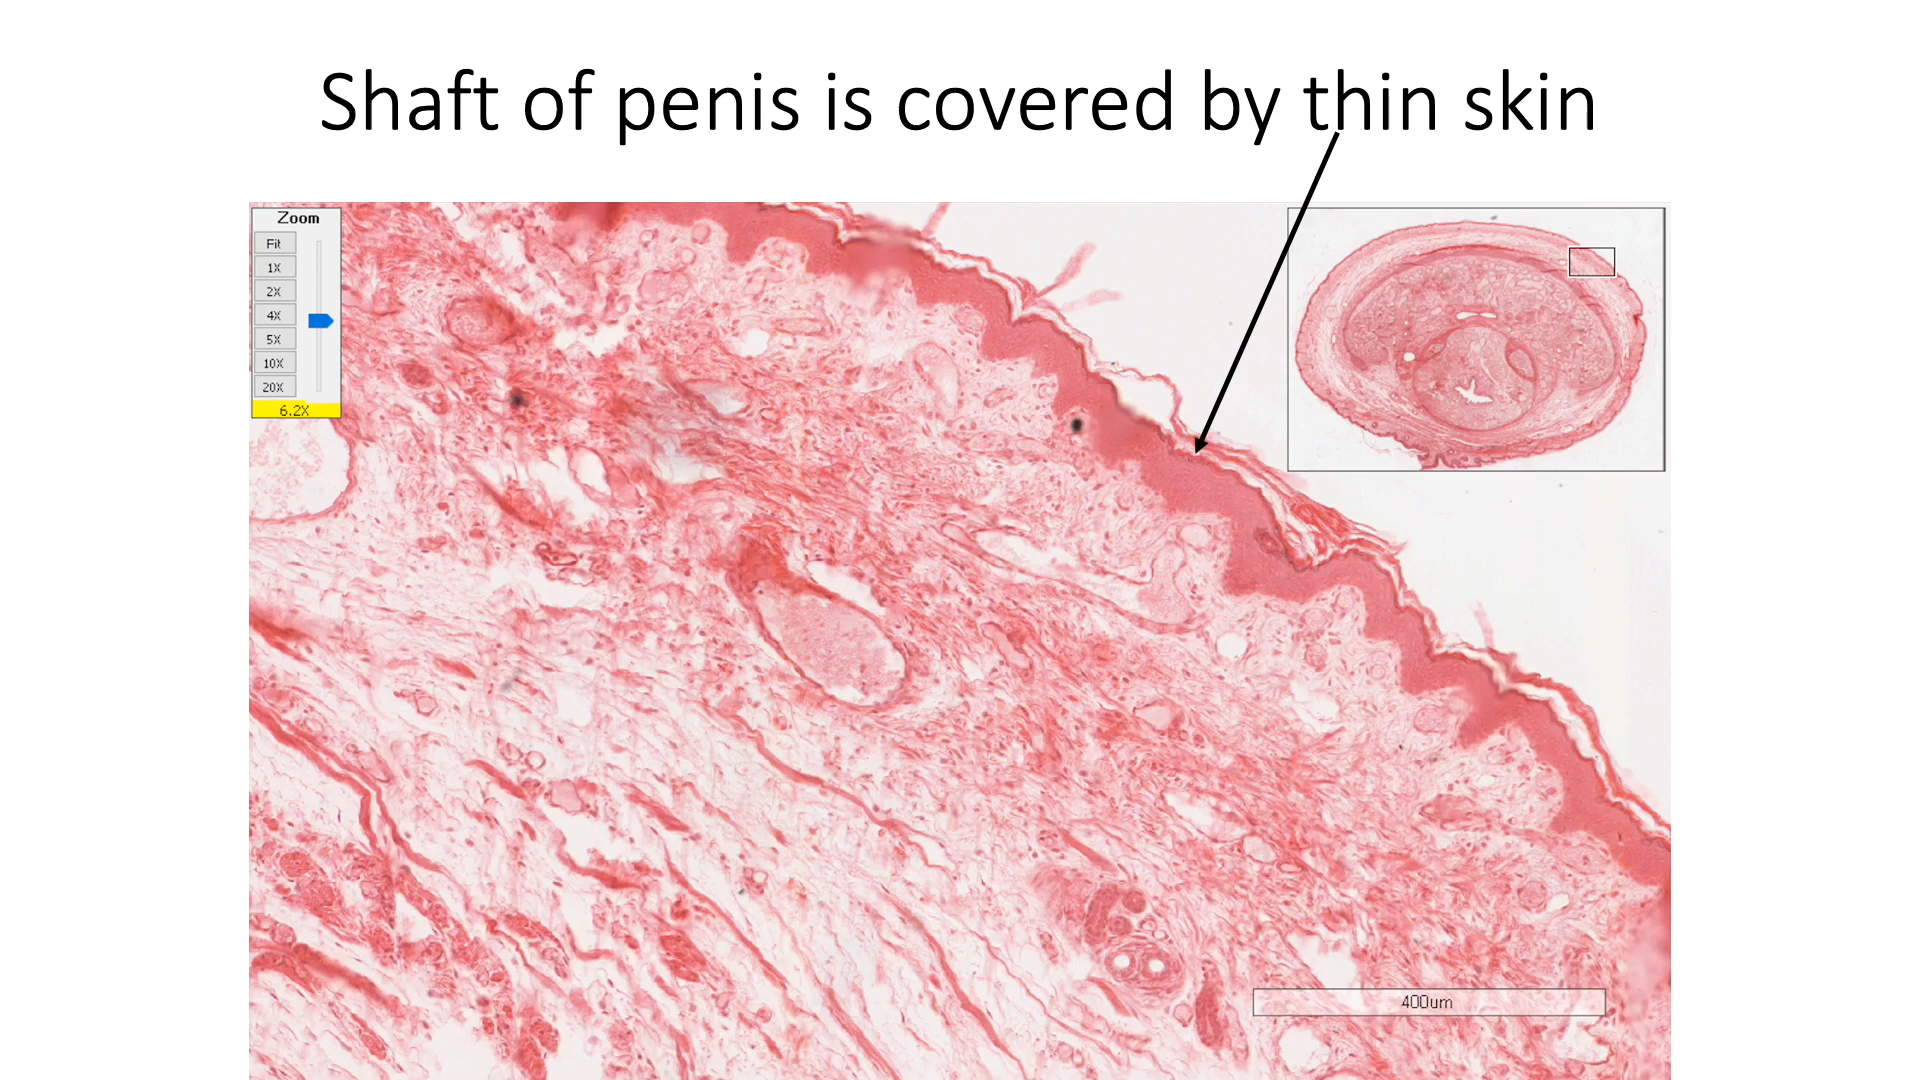 Shaft of penis is covered by thin skin
Zoom
Fit
1X
2X
4X
5X
10X
20X
6.2X
400um